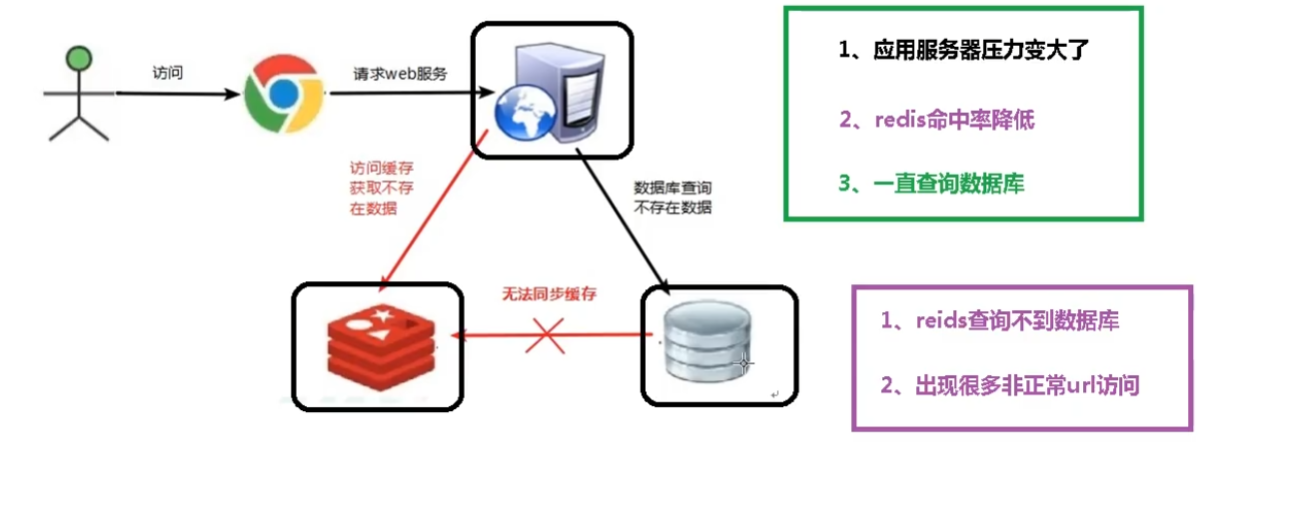 访问
请求web服务
访问缓存
获取不存
在数据
数据库查询
不存在数据
无法同步缓存
1、应用服务器压力变大了
2、redis命中率降低
3、一直查询数据库
1、reids查询不到数据库
2、出现很多非正常url访问